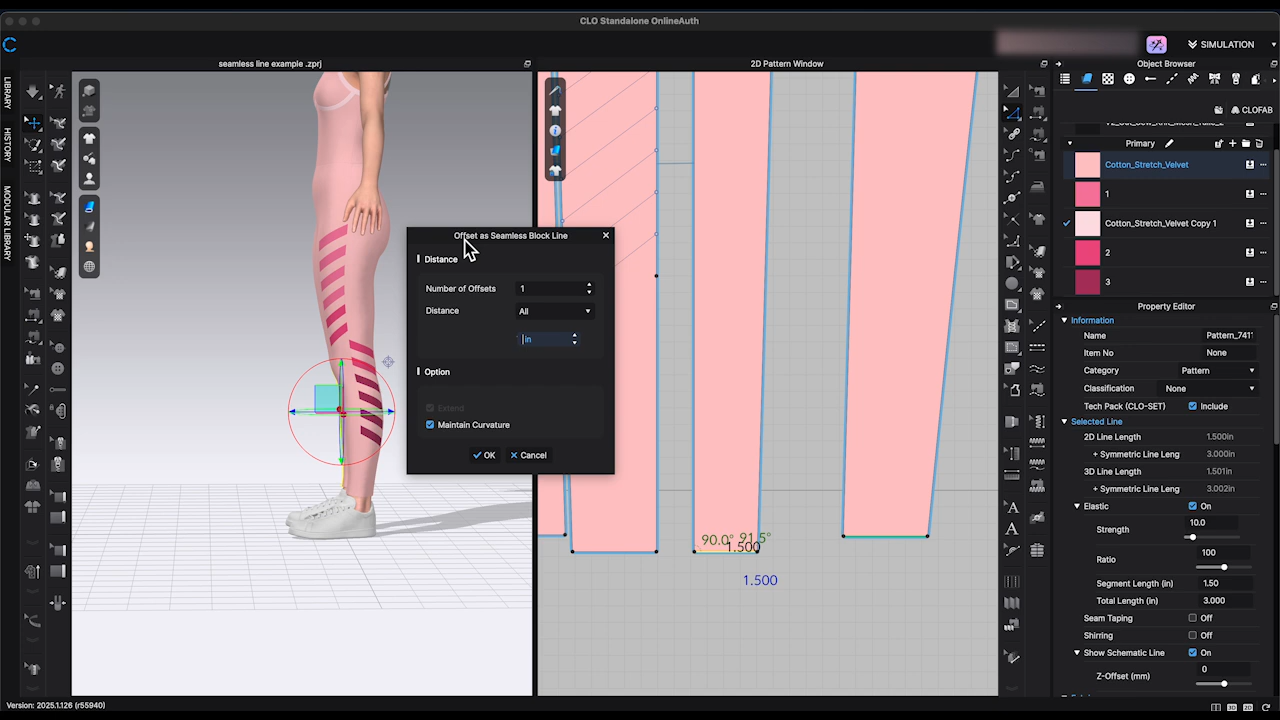 CLO Standalone OnlineAuth
SIMULATION
seamless line example .zprj
2D Pattern Window
Object Browser
LIBRARY
HISTORY
MODULAR LIBRARY
CLOFAB
Primary
Cotton_Stretch_Velvet
1
Cotton_Stretch_Velvet Copy 1
2
3
Offset as Seamless Block Line
Distance
Number of Offsets 1
Distance All
in
Option
Extend
Maintain Curvature
OK Cancel
90.0° 91.5°
1.500
1.500
Property Editor
Information
Name Pattern_741
Item No None
Category Pattern
Classification None
Tech Pack (CLO-SET) Include
Selected Line
2D Line Length 1.500in
+ Symmetric Line Leng 3.000in
3D Line Length 1.501in
+ Symmetric Line Leng 3.002in
Elastic On
Strength 10.0
Ratio 100
Segment Length (in) 1.50
Total Length (in) 3.000
Seam Taping Off
Shirring Off
Show Schematic Line On
Z-Offset (mm) 0
Version: 2025.1.126 (r55940)
3D 2D